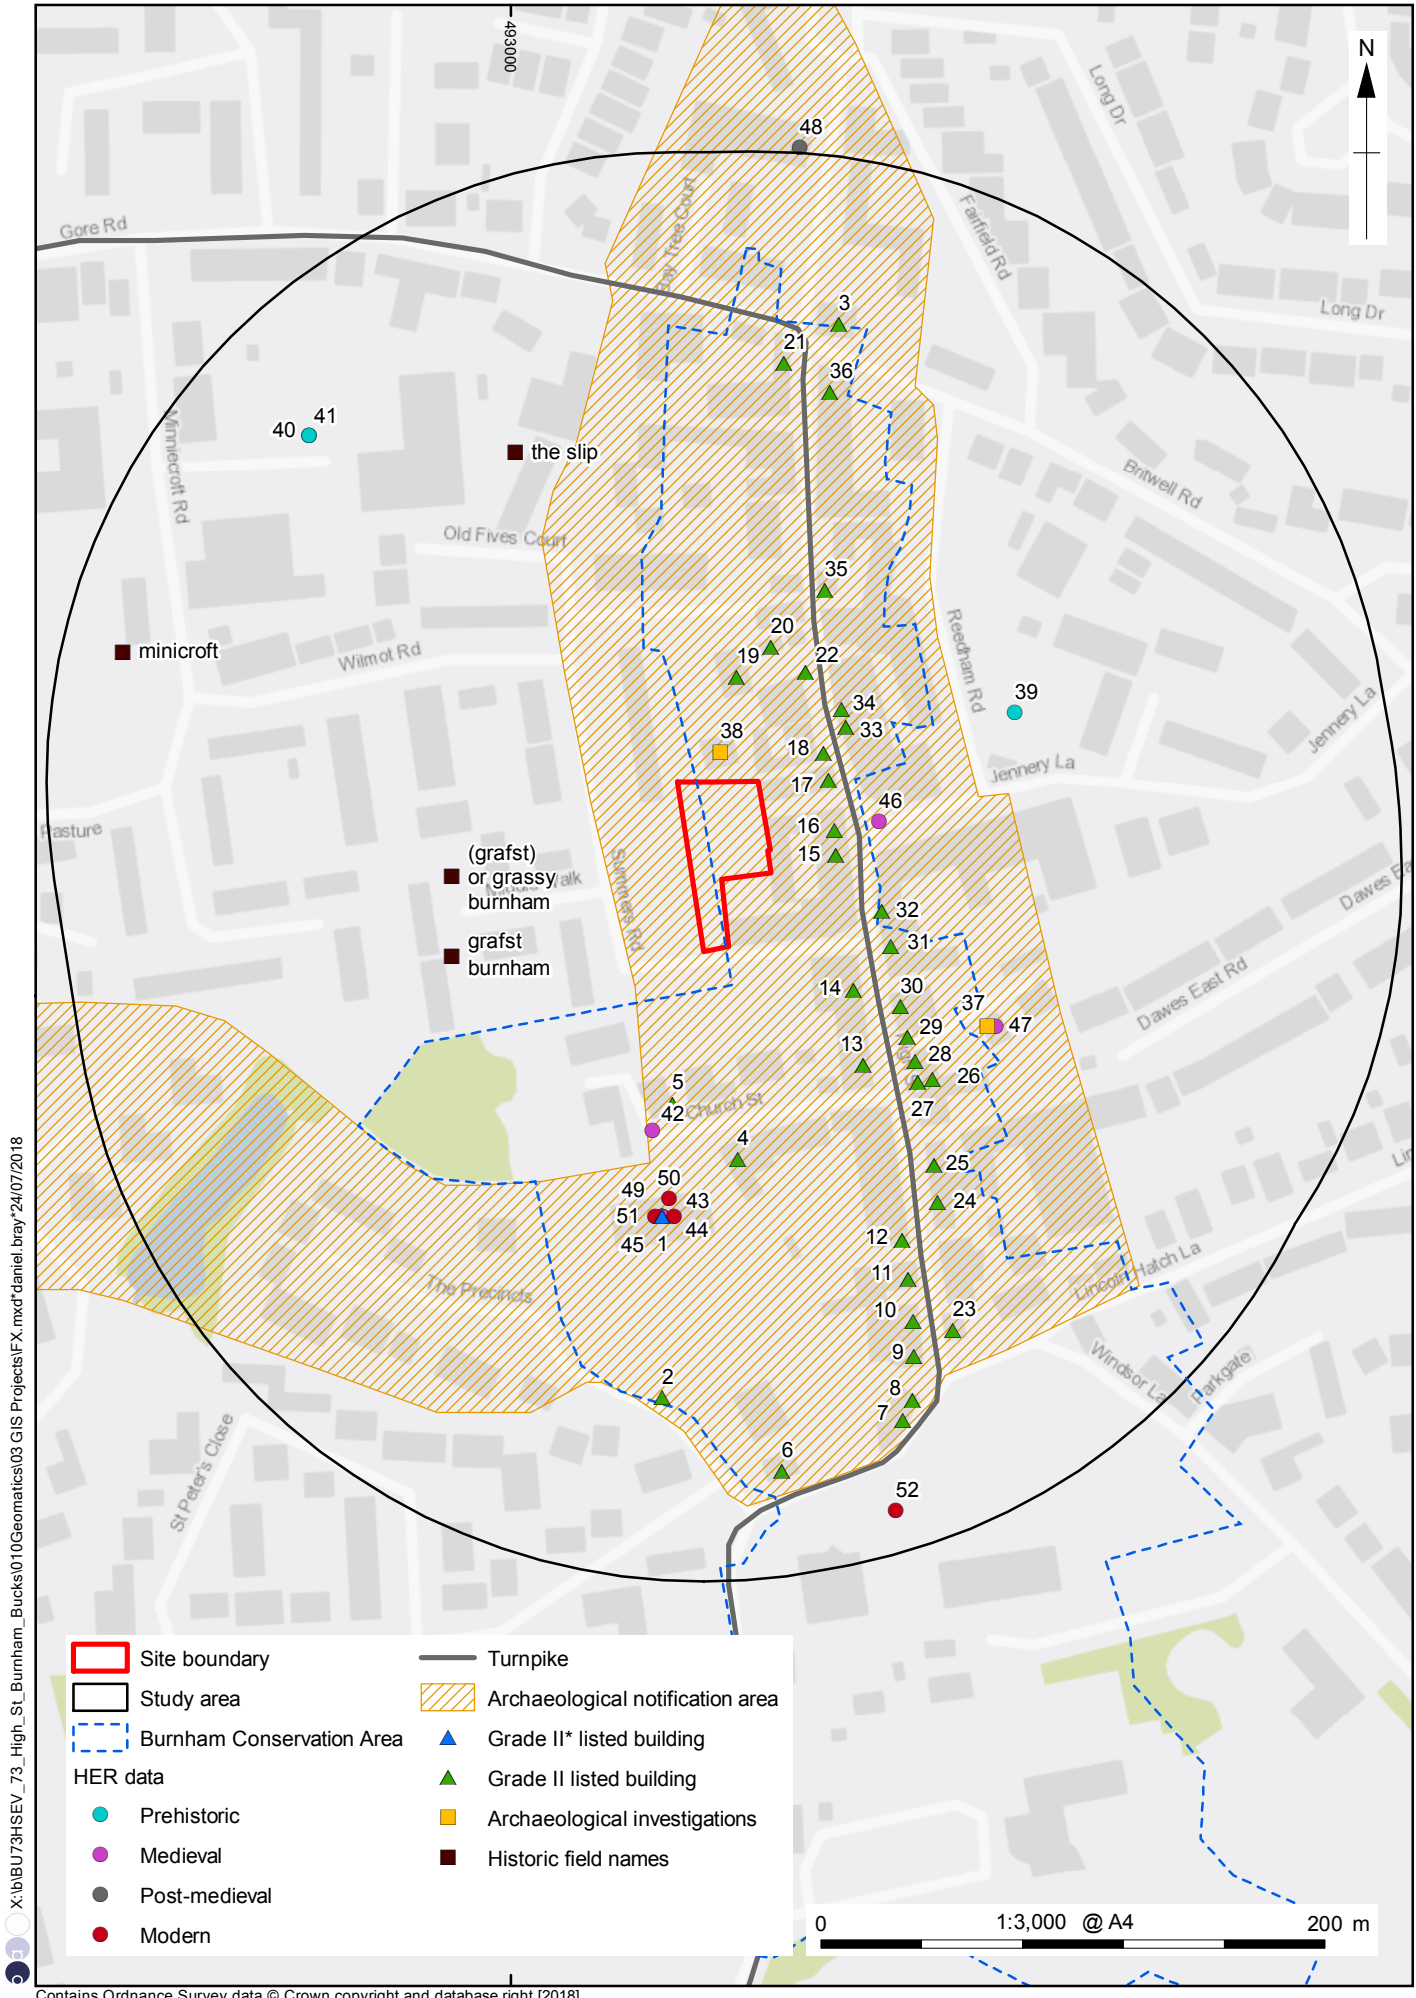 493000
N
Long Dr
48
Bay Tree Court
Fairfield Rd
Gore Rd
Long Dr
3
21
36
41
40
the slip
Minniecroft Rd
Britwell Rd
Old Fives Court
35
20
Reedham Rd
minicroft
Wilmot Rd
19
22
39
34
33
38
18
Jennery La
Jennery La
17
46
Pasture
16
15
(grafst)
or grassy
burnham
Middle Walk
Summers Rd
Dawes Ea
32
grafst
burnham
31
14
30
37
47
Dawes East Rd
29
High S
13
28
26
27
5
Church St
42
4
25
Lin
50
49
43
24
51
44
45
1
12
Lincoln Hatch La
The Precincts
11
10
23
9
Windsor La
Parkgate
2
8
7
St Peter's Close
6
52
Site boundary
Study area
Burnham Conservation Area
HER data
Prehistoric
Medieval
Post-medieval
Modern
Turnpike
Archaeological notification area
Grade II* listed building
Grade II listed building
Archaeological investigations
Historic field names
0
1:3,000 @ A4
200 m
X:\b\BU73HSEV_73_High_St_Burnham_Bucks\010Geomatics\03 GIS Projects\FX.mxd*daniel.bray*24/07/2018
oa
Contains Ordnance Survey data © Crown copyright and database right [2018]